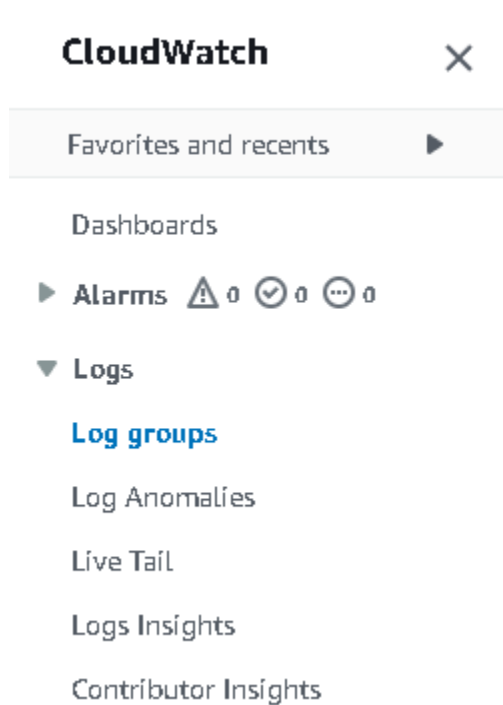 CloudWatch
Favorites and recents
Dashboards
Alarms 0 0 0
Logs
Log groups
Log Anomalies
Live Tail
Logs Insights
Contributor Insights